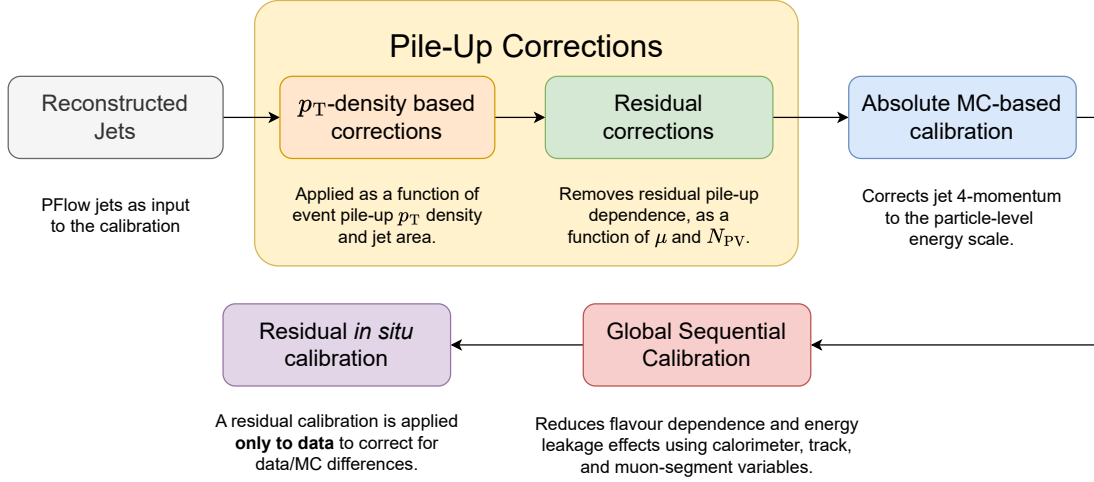 Pile-Up Corrections
Reconstructed
Jets
PFlow jets as input
to the calibration
p_T-density based
corrections
Applied as a function of
event pile-up p_T density
and jet area.
Residual
corrections
Removes residual pile-up
dependence, as a
function of μ and N_PV.
Absolute MC-based
calibration
Corrects jet 4-momentum
to the particle-level
energy scale.
Global Sequential
Calibration
Reduces flavour dependence and energy
leakage effects using calorimeter, track,
and muon-segment variables.
Residual in situ
calibration
A residual calibration is applied
only to data to correct for
data/MC differences.